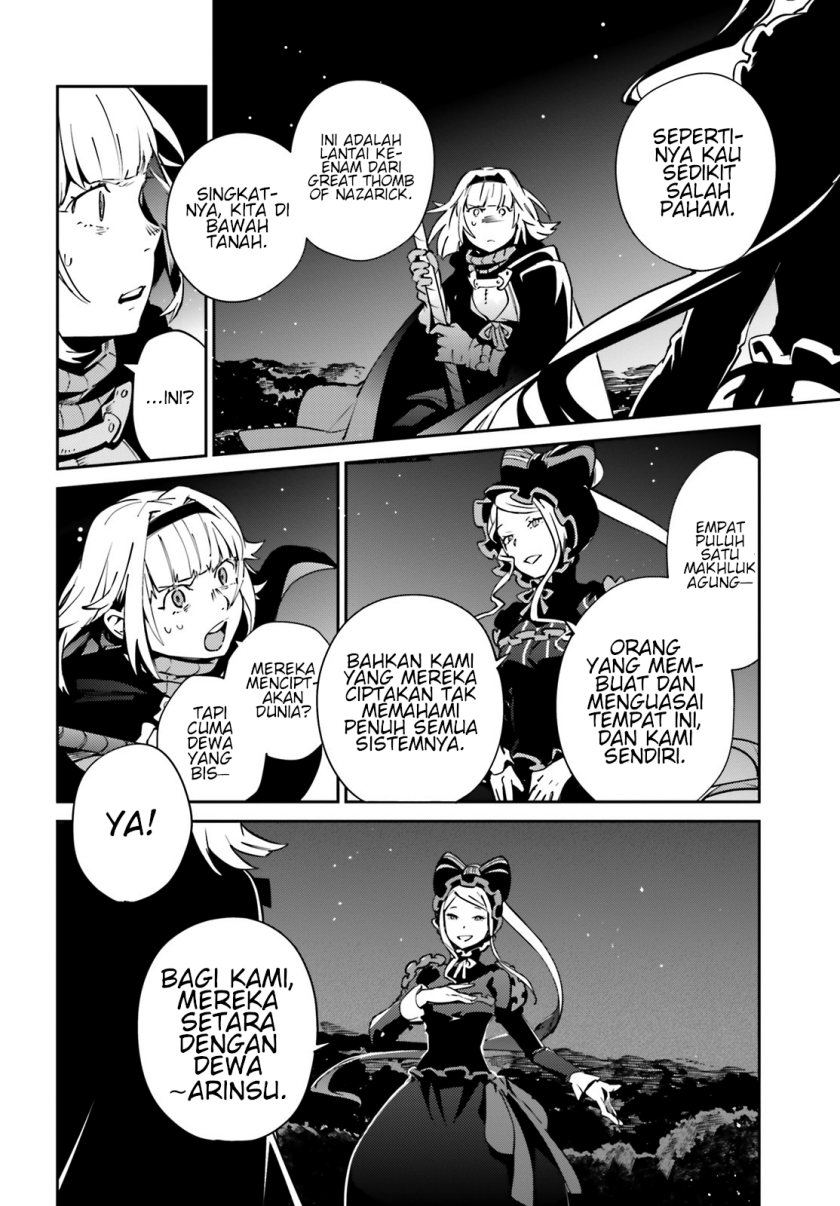 SEPERTI-
NYA KAU
SEDIKIT
SALAH
PAHAM.
INI ADALAH
LANTAI KE-
ENAM DARI
GREAT THOMB
OF NAZARICK.
SINGKAT-
NYA, KITA DI
BAWAH
TANAH.
...INI?
EMPAT
PULUH
SATU
MAKHLUK
AGUNG—
ORANG
YANG MEM-
BUAT DAN
MENGUASAI
TEMPAT INI,
DAN KAMI
SENDIRI.
BAHKAN KAMI
YANG MEREKA
CIPTAKAN TAK
MEMAHAMI
PENUH SEMUA
SISTEMNYA.
MEREKA
MENCIPT-
AKAN
DUNIA?
TAPI
CUMA
DEWA
YANG
BIS—
YA!
BAGI KAMI,
MEREKA
SETARA
DENGAN
DEWA
~ARINSU.